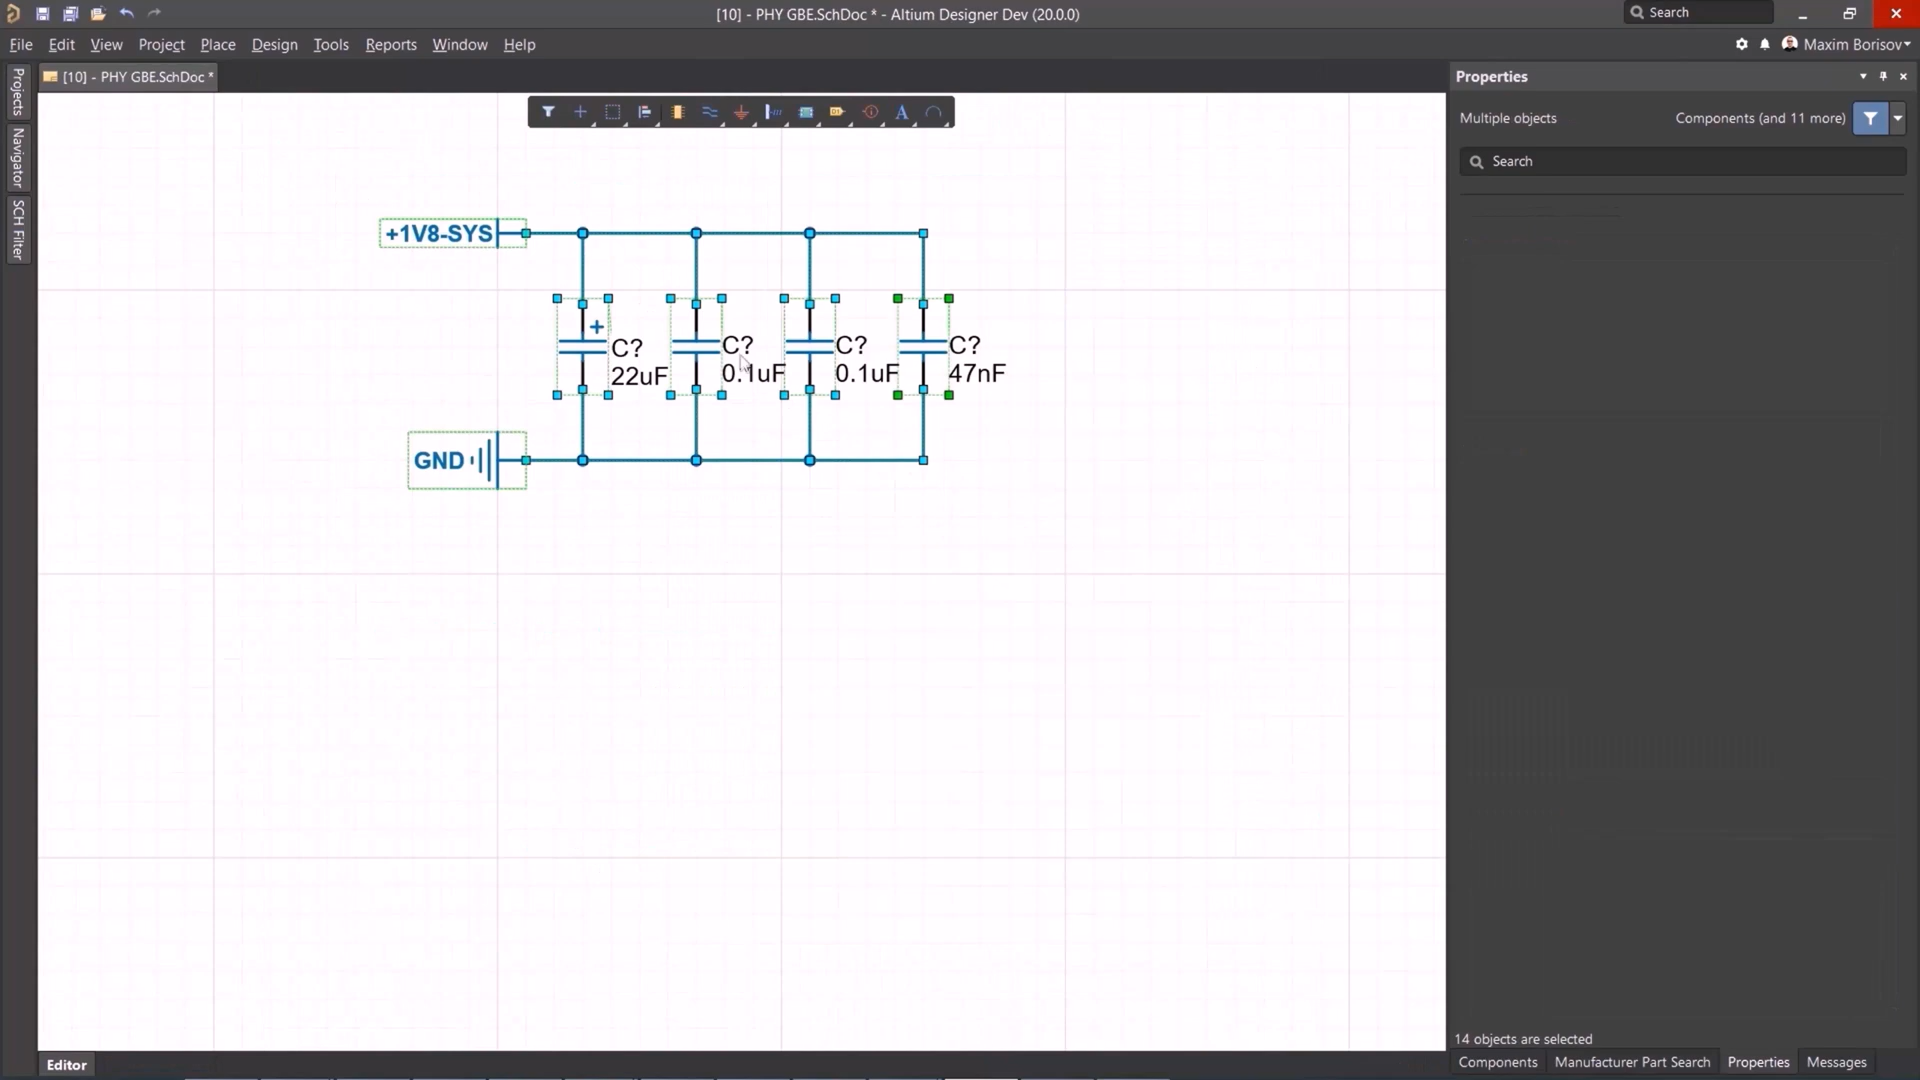 [10] - PHY GBE.SchDoc * - Altium Designer Dev (20.0.0)
Search
File Edit View Project Place Design Tools Reports Window Help
Maxim Borisov
Projects
Navigator
SCH Filter
[10] - PHY GBE.SchDoc *
A
Properties
Multiple objects
Components (and 11 more)
Search
+1V8-SYS
+
C?
22uF
C?
0.1uF
C?
0.1uF
C?
47nF
GND
14 objects are selected
Editor
Components Manufacturer Part Search Properties Messages